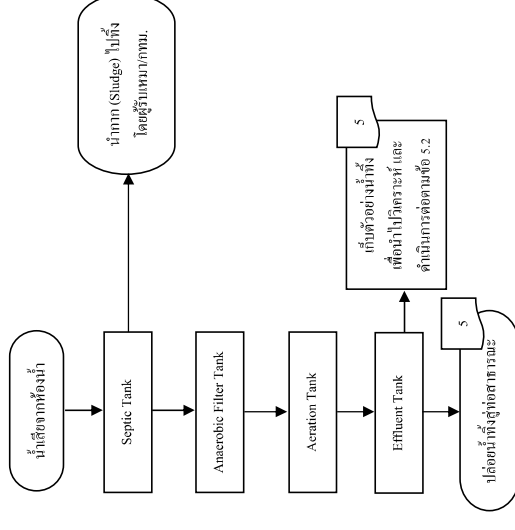 น้ำเสียจากห้องน้ำ
Septic Tank
นำกาก (Sludge) ไปทิ้ง
โดยผู้รับเหมา/กทม.
Anaerobic Filter Tank
Aeration Tank
Effluent Tank
5
เก็บตัวอย่างน้ำทิ้ง
เพื่อนำไปวิเคราะห์ และ
ดำเนินการต่อตามข้อ 5.2
5
ปล่อยน้ำทิ้งสู่ท่อสาธารณะ